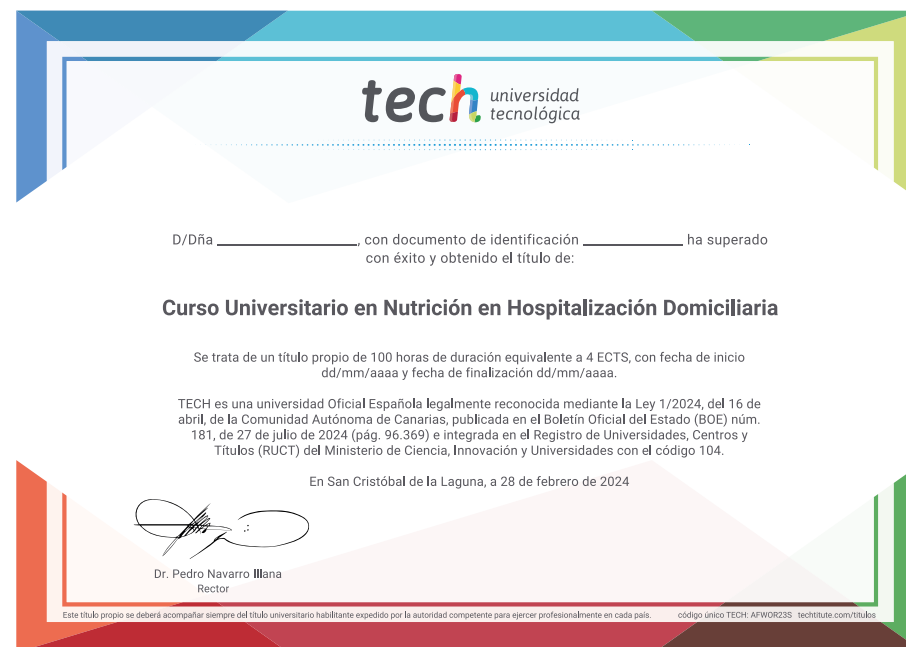 tech universidad
tecnológica
D/Dña ______________, con documento de identificación __________ ha superado
con éxito y obtenido el título de:
Curso Universitario en Nutrición en Hospitalización Domiciliaria
Se trata de un título propio de 100 horas de duración equivalente a 4 ECTS, con fecha de inicio
dd/mm/aaaa y fecha de finalización dd/mm/aaaa.
TECH es una universidad Oficial Española legalmente reconocida mediante la Ley 1/2024, del 16 de
abril, de la Comunidad Autónoma de Canarias, publicada en el Boletín Oficial del Estado (BOE) núm.
181, de 27 de julio de 2024 (pág. 96.369) e integrada en el Registro de Universidades, Centros y
Títulos (RUCT) del Ministerio de Ciencia, Innovación y Universidades con el código 104.
En San Cristóbal de la Laguna, a 28 de febrero de 2024
Dr. Pedro Navarro Illana
Rector
Este título propio se deberá acompañar siempre del título universitario habilitante expedido por la autoridad competente para ejercer profesionalmente en cada país. código único TECH: AFWOR23S techtitute.com/titulos